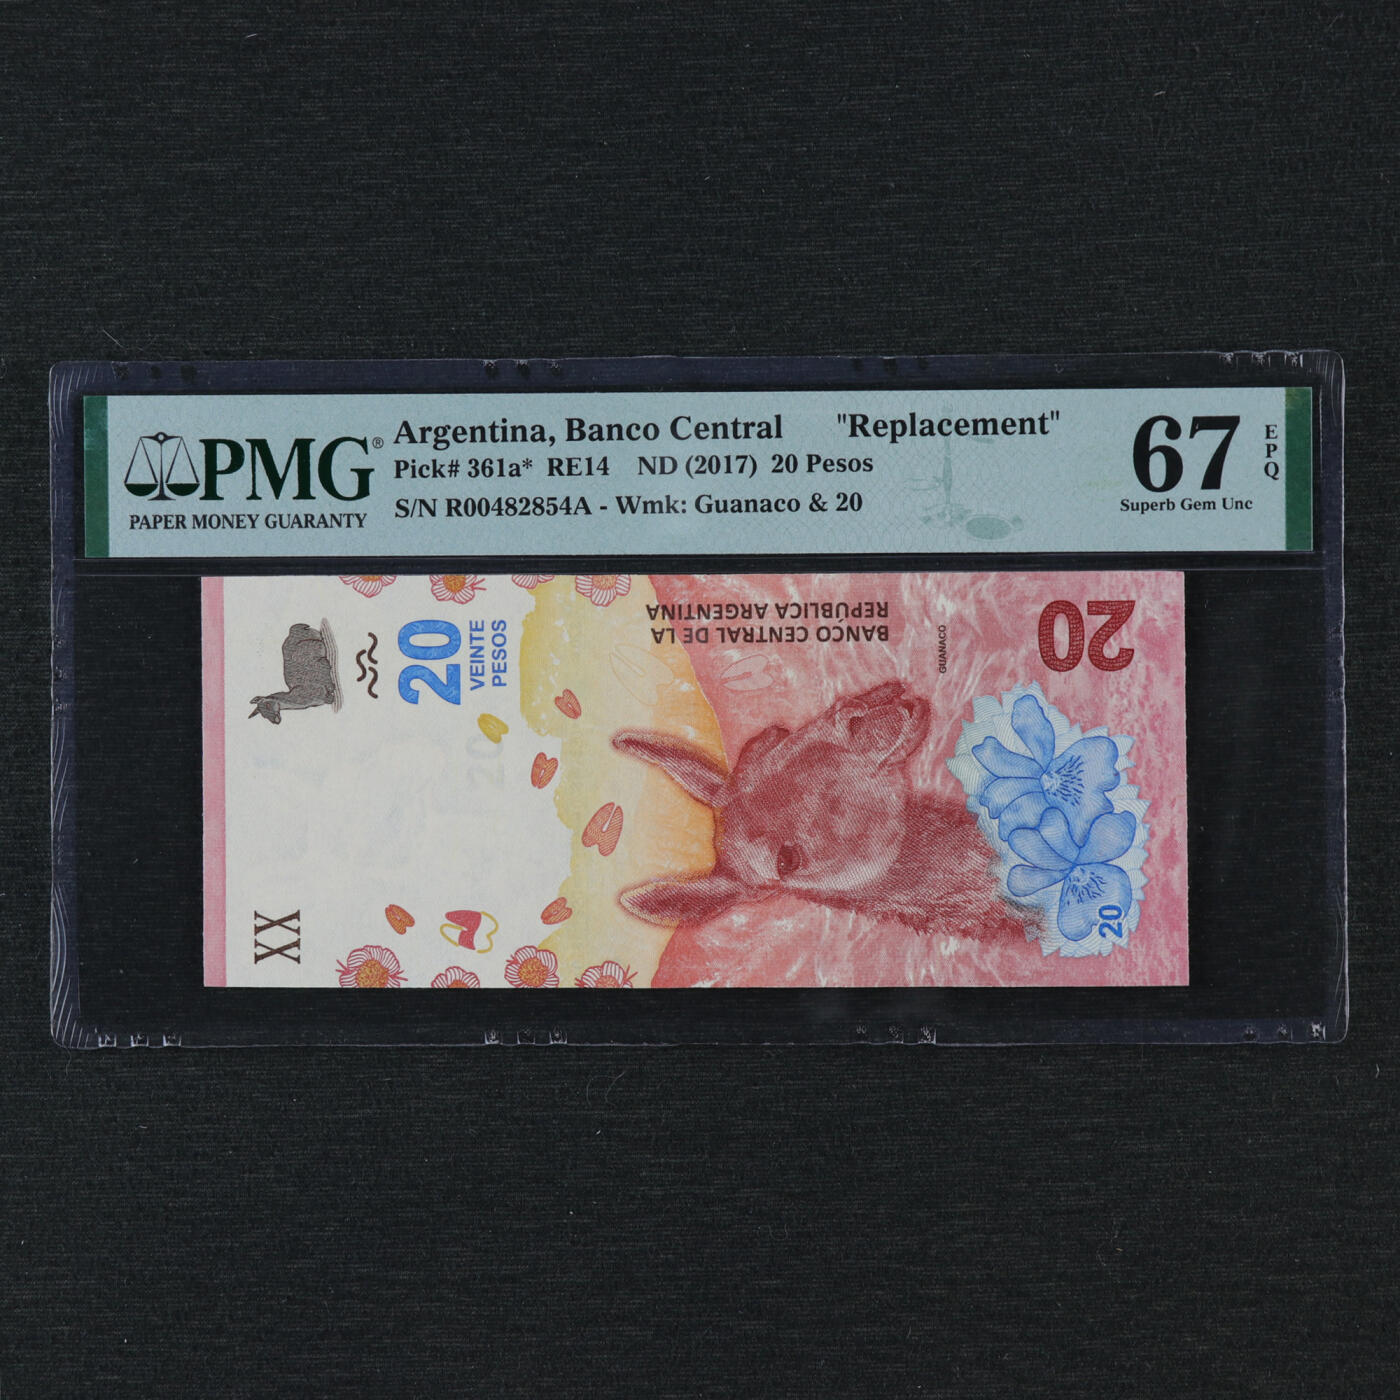 PMG®
PAPER MONEY GUARANTY
Argentina, Banco Central "Replacement"
Pick# 361a* RE14 ND (2017) 20 Pesos
S/N R00482854A - Wmk: Guanaco & 20
67
EPQ
Superb Gem Unc
20
VEINTE
PESOS
BANCO CENTRAL DE LA
REPÚBLICA ARGENTINA
GUANACO
20
20
XX